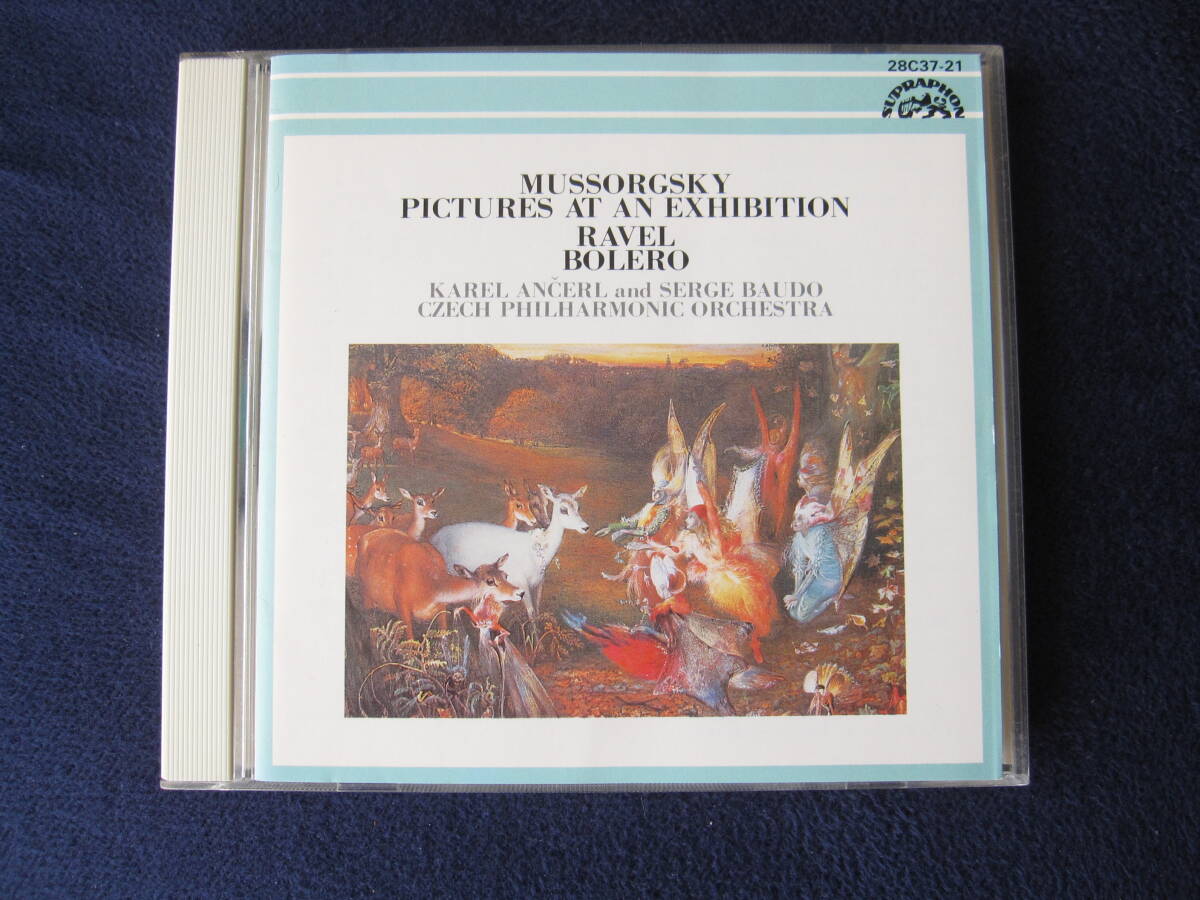 28C37-21
SUPRAPHON
MUSSORGSKY
PICTURES AT AN EXHIBITION
RAVEL
BOLERO
KAREL ANČERL and SERGE BAUDO
CZECH PHILHARMONIC ORCHESTRA